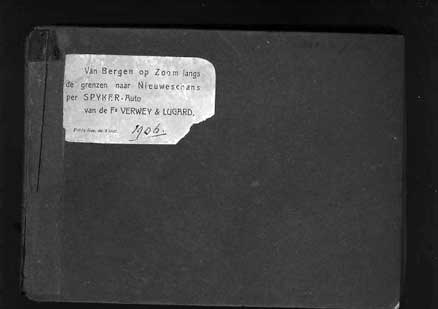 Van Bergen op Zoom langs
de grenzen naar Nieuweschans
per SPYKER-Auto
van de Fa VERWEY & LUGARD.
1906.